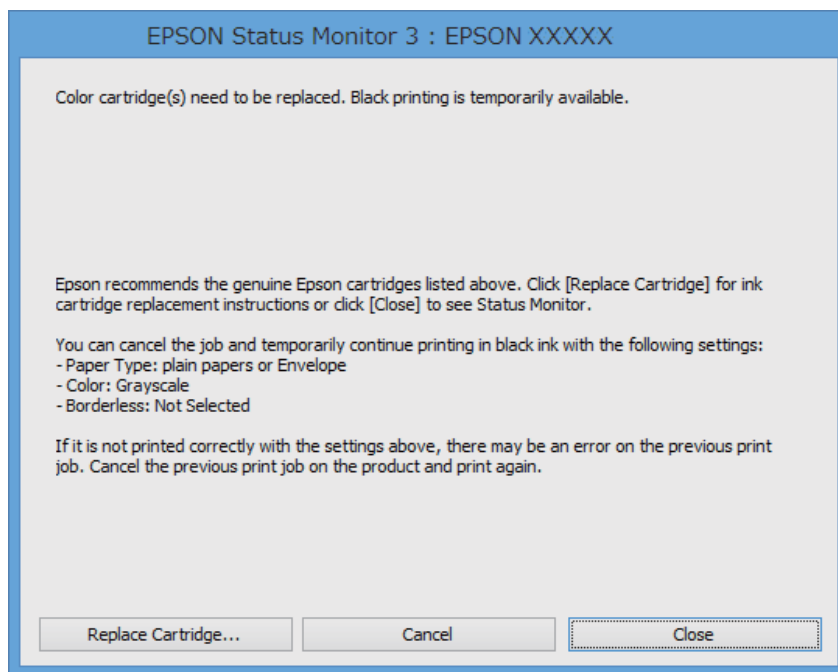 EPSON Status Monitor 3 : EPSON XXXXX
Color cartridge(s) need to be replaced. Black printing is temporarily available.
Epson recommends the genuine Epson cartridges listed above. Click [Replace Cartridge] for ink
cartridge replacement instructions or click [Close] to see Status Monitor.
You can cancel the job and temporarily continue printing in black ink with the following settings:
- Paper Type: plain papers or Envelope
- Color: Grayscale
- Borderless: Not Selected
If it is not printed correctly with the settings above, there may be an error on the previous print
job. Cancel the previous print job on the product and print again.
Replace Cartridge...
Cancel
Close